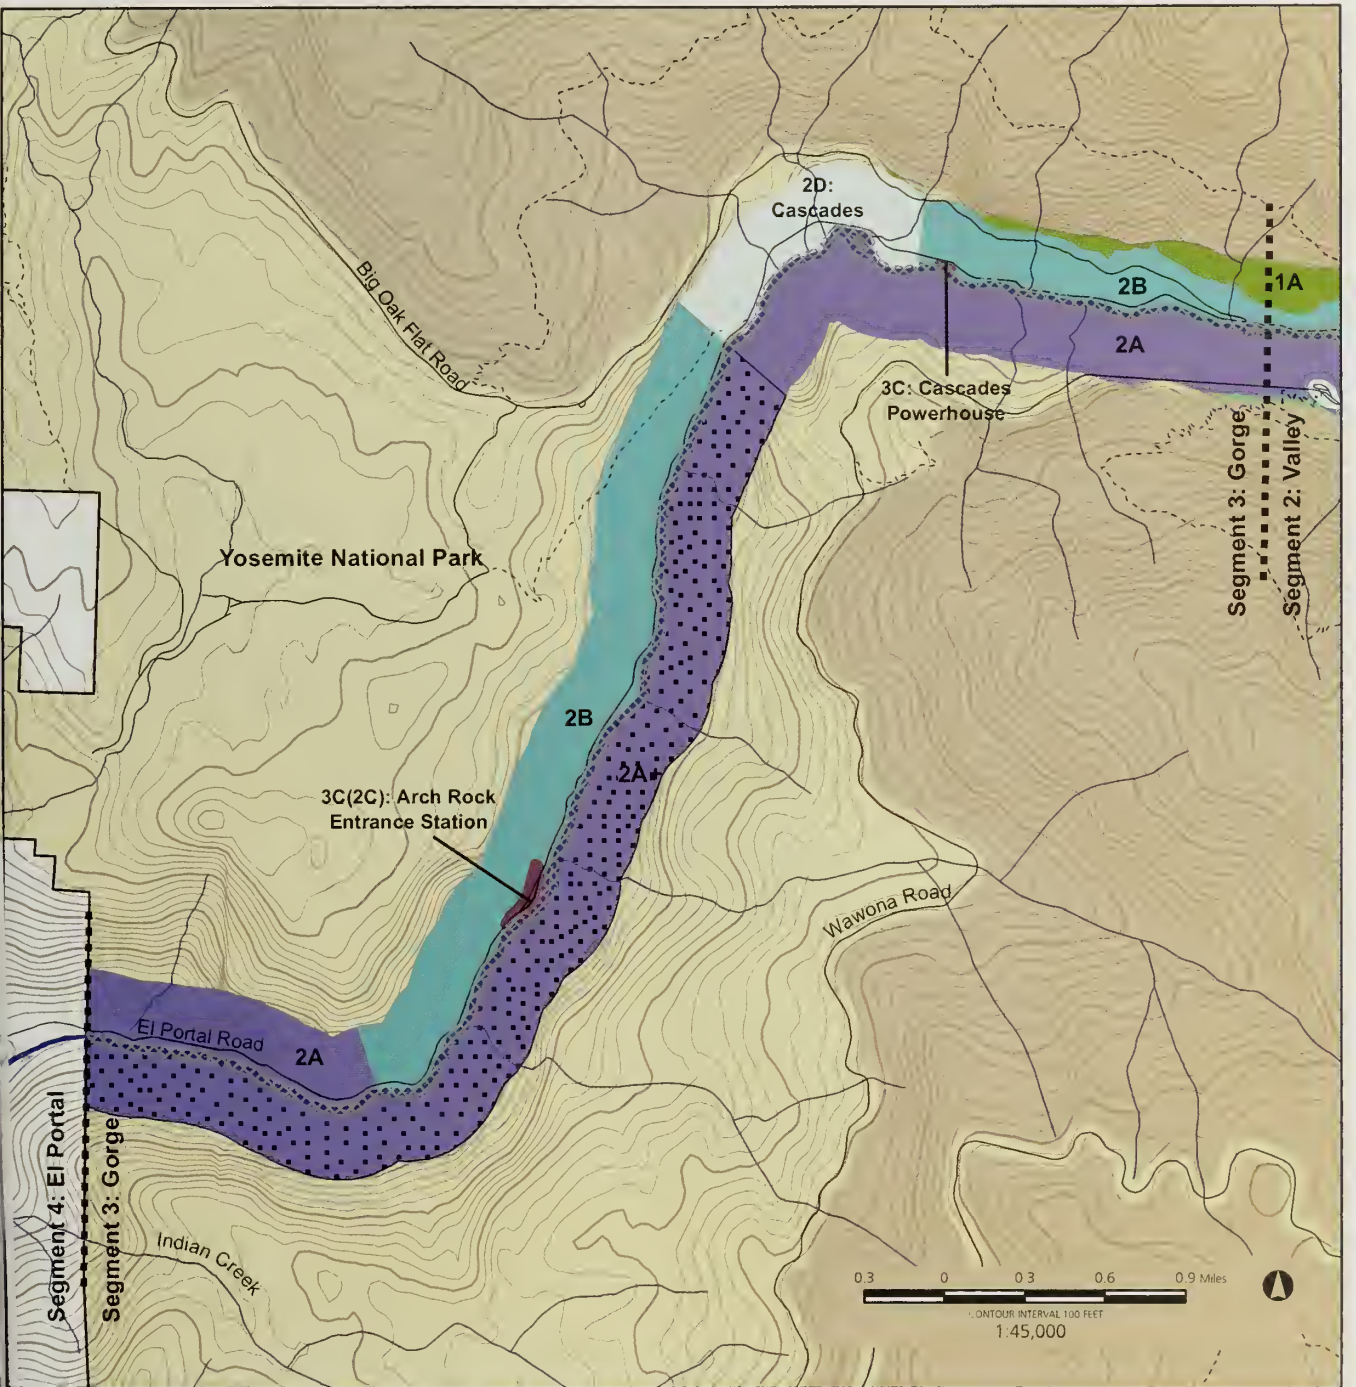 2D:
Cascades
1A
2B
2A
Big Oak Flat Road
3C: Cascades
Powerhouse
Segment 3: Gorge
Segment 2: Valley
Yosemite National Park
2B
2A+
3C(2C): Arch Rock
Entrance Station
Wawona Road
El Portal Road
2A
Segment 4: El Portal
Segment 3: Gorge
Indian Creek
0.3 0 0.3 0.6 0.9 Miles
CONTOUR INTERVAL 100 FEET
1:45,000